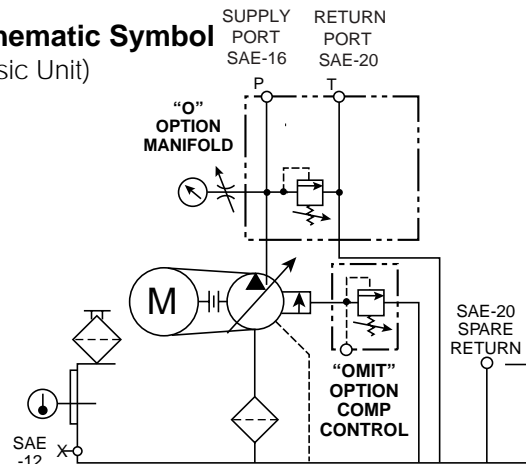 nematic Symbol
sic Unit)
SUPPLY
PORT
SAE-16
RETURN
PORT
SAE-20
P
T
“O”
OPTION
MANIFOLD
M
“OMIT”
OPTION
COMP
CONTROL
SAE-20
SPARE
RETURN
SAE
-12
X